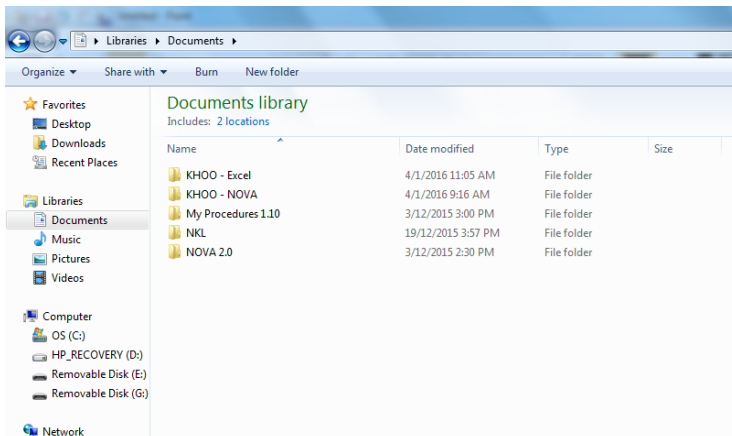 Libraries Documents
Organize Share with Burn New folder
Favorites
Desktop
Downloads
Recent Places
Libraries
Documents
Music
Pictures
Videos
Computer
OS (C:)
HP_RECOVERY (D:)
Removable Disk (E:)
Removable Disk (G:)
Network
Documents library
Includes: 2 locations
Name Date modified Type Size
KHOO - Excel 4/1/2016 11:05 AM File folder
KHOO - NOVA 4/1/2016 9:16 AM File folder
My Procedures 1.10 3/12/2015 3:00 PM File folder
NKL 19/12/2015 3:57 PM File folder
NOVA 2.0 3/12/2015 2:30 PM File folder